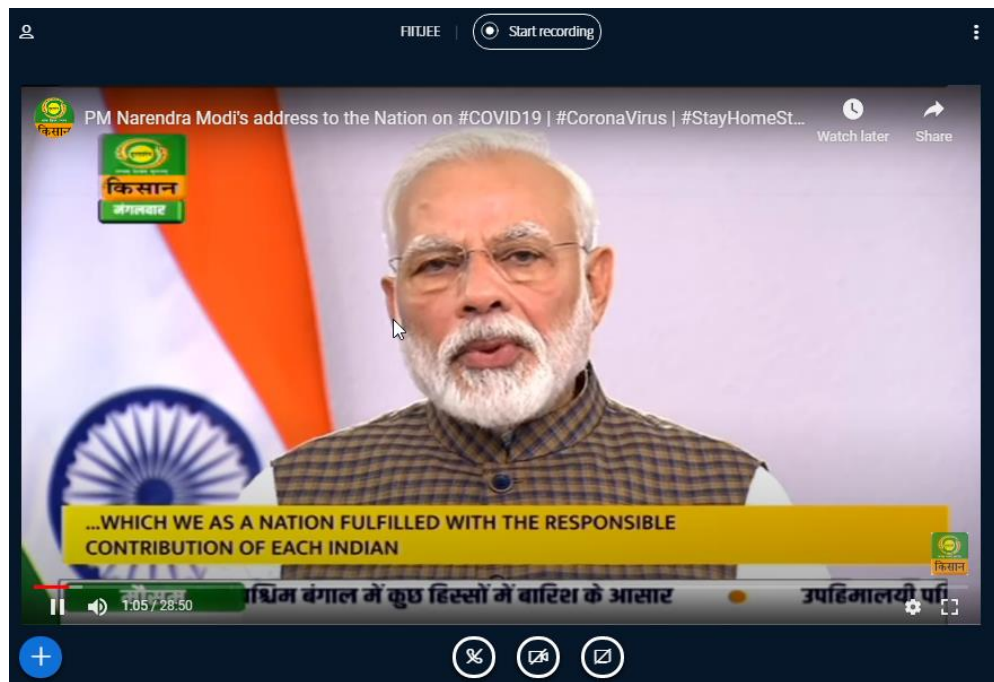 FIITJEE
Start recording
PM Narendra Modi's address to the Nation on #COVID19 | #CoronaVirus | #StayHomeSt...
Watch later
Share
किसान
किसान
मंगलवार
...WHICH WE AS A NATION FULFILLED WITH THE RESPONSIBLE
CONTRIBUTION OF EACH INDIAN
किसान
मौसम
श्चिम बंगाल में कुछ हिस्सों में बारिश के आसार
उपहिमालयी
1:05 / 28:50